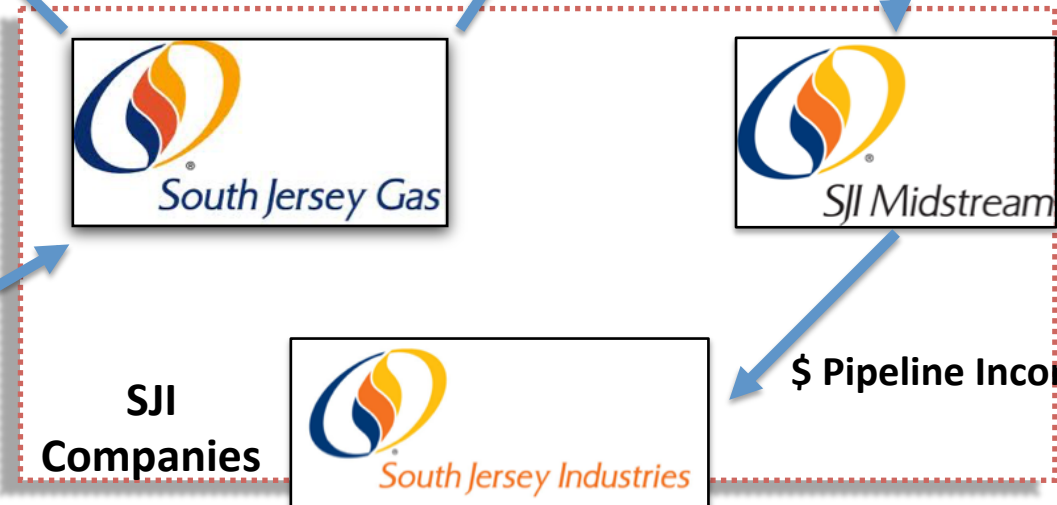 ®
South Jersey Gas
®
SJI Midstream
$ Pipeline Inco
SJI
Companies
®
South Jersey Industries